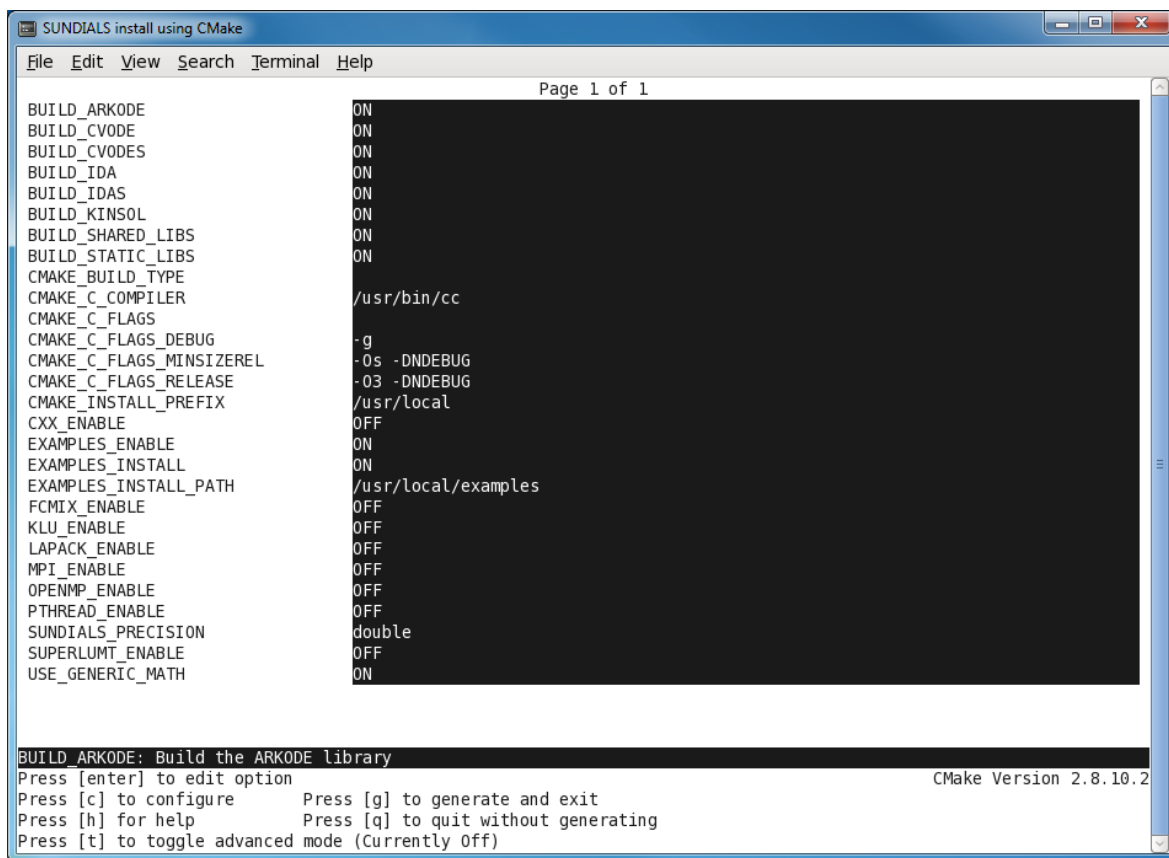 SUNDIALS install using CMake
File Edit View Search Terminal Help
Page 1 of 1
BUILD_ARKODE ON
BUILD_CVODE ON
BUILD_CVODES ON
BUILD_IDA ON
BUILD_IDAS ON
BUILD_KINSOL ON
BUILD_SHARED_LIBS ON
BUILD_STATIC_LIBS ON
CMAKE_BUILD_TYPE
CMAKE_C_COMPILER /usr/bin/cc
CMAKE_C_FLAGS
CMAKE_C_FLAGS_DEBUG -g
CMAKE_C_FLAGS_MINSIZEREL -Os -DNDEBUG
CMAKE_C_FLAGS_RELEASE -O3 -DNDEBUG
CMAKE_INSTALL_PREFIX /usr/local
CXX_ENABLE OFF
EXAMPLES_ENABLE ON
EXAMPLES_INSTALL ON
EXAMPLES_INSTALL_PATH /usr/local/examples
FCMIX_ENABLE OFF
KLU_ENABLE OFF
LAPACK_ENABLE OFF
MPI_ENABLE OFF
OPENMP_ENABLE OFF
PTHREAD_ENABLE OFF
SUNDIALS_PRECISION double
SUPERLUMT_ENABLE OFF
USE_GENERIC_MATH ON
BUILD_ARKODE: Build the ARKODE library
Press [enter] to edit option CMake Version 2.8.10.2
Press [c] to configure Press [g] to generate and exit
Press [h] for help Press [q] to quit without generating
Press [t] to toggle advanced mode (Currently Off)